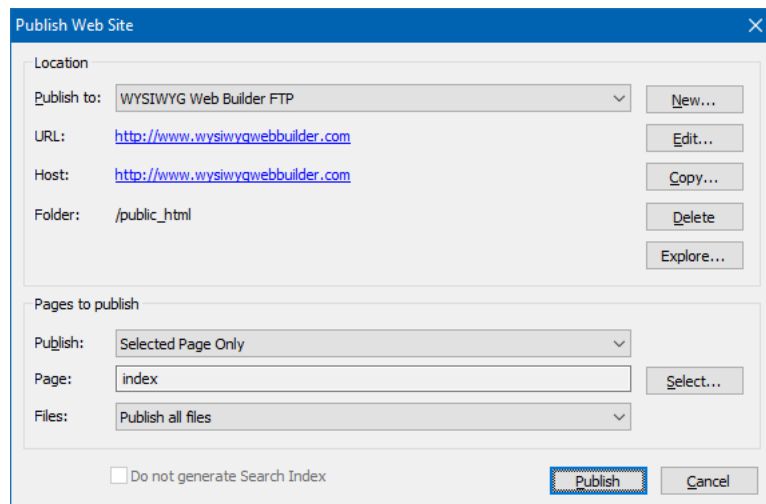 Publish Web Site
Location
Publish to: WYSIWYG Web Builder FTP New...
URL: http://www.wysiwygwebbuilder.com Edit...
Host: http://www.wysiwygwebbuilder.com Copy...
Folder: /public_html Delete
Explore...
Pages to publish
Publish: Selected Page Only
Page: index Select...
Files: Publish all files
Do not generate Search Index Publish Cancel